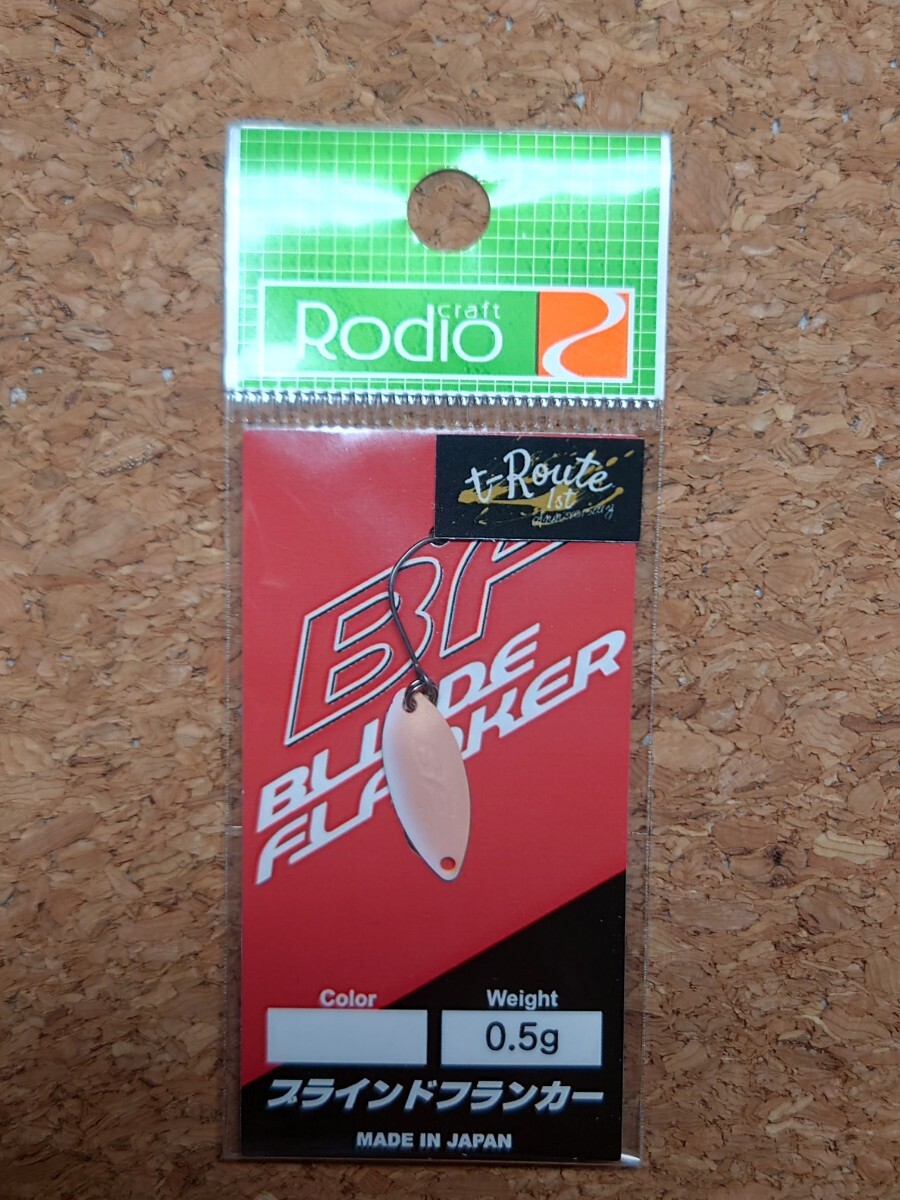 Rodio craft
t-Route
1st
anniversary
BF
BLINDE
FLANKER
Color
Weight
0.5g
ブラインドフランカー
MADE IN JAPAN